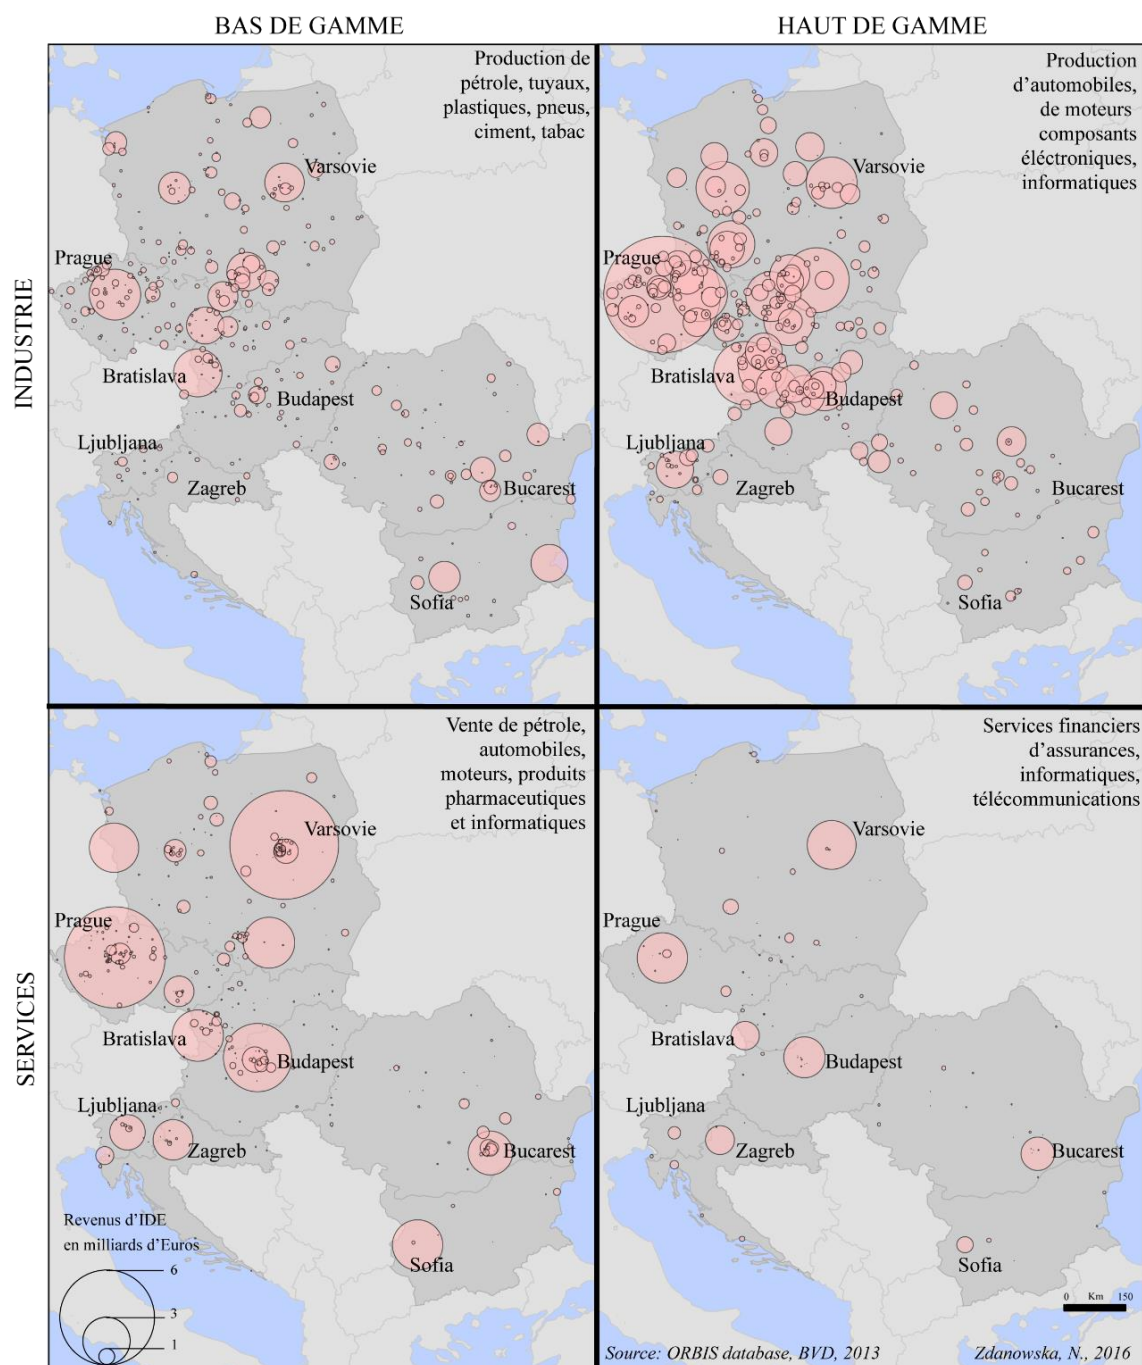 BAS DE GAMME
HAUT DE GAMME
INDUSTRIE
Production de
pétrole, tuyaux,
plastiques, pneus,
ciment, tabac
Varsovie
Prague
Bratislava
Budapest
Ljubljana
Zagreb
Bucarest
Sofia
Production
d'automobiles,
de moteurs
composants
éléctroniques,
informatiques
Varsovie
Prague
Bratislava
Budapest
Ljubljana
Zagreb
Bucarest
Sofia
SERVICES
Vente de pétrole,
automobiles,
moteurs, produits
pharmaceutiques
et informatiques
Varsovie
Prague
Bratislava
Budapest
Ljubljana
Zagreb
Bucarest
Sofia
Revenus d'IDE
en milliards d'Euros
6
3
1
Services financiers
d'assurances,
informatiques,
télécommunications
Varsovie
Prague
Bratislava
Budapest
Ljubljana
Zagreb
Bucarest
Sofia
0 Km 150
Source: ORBIS database, BVD, 2013 Zdanowska, N., 2016